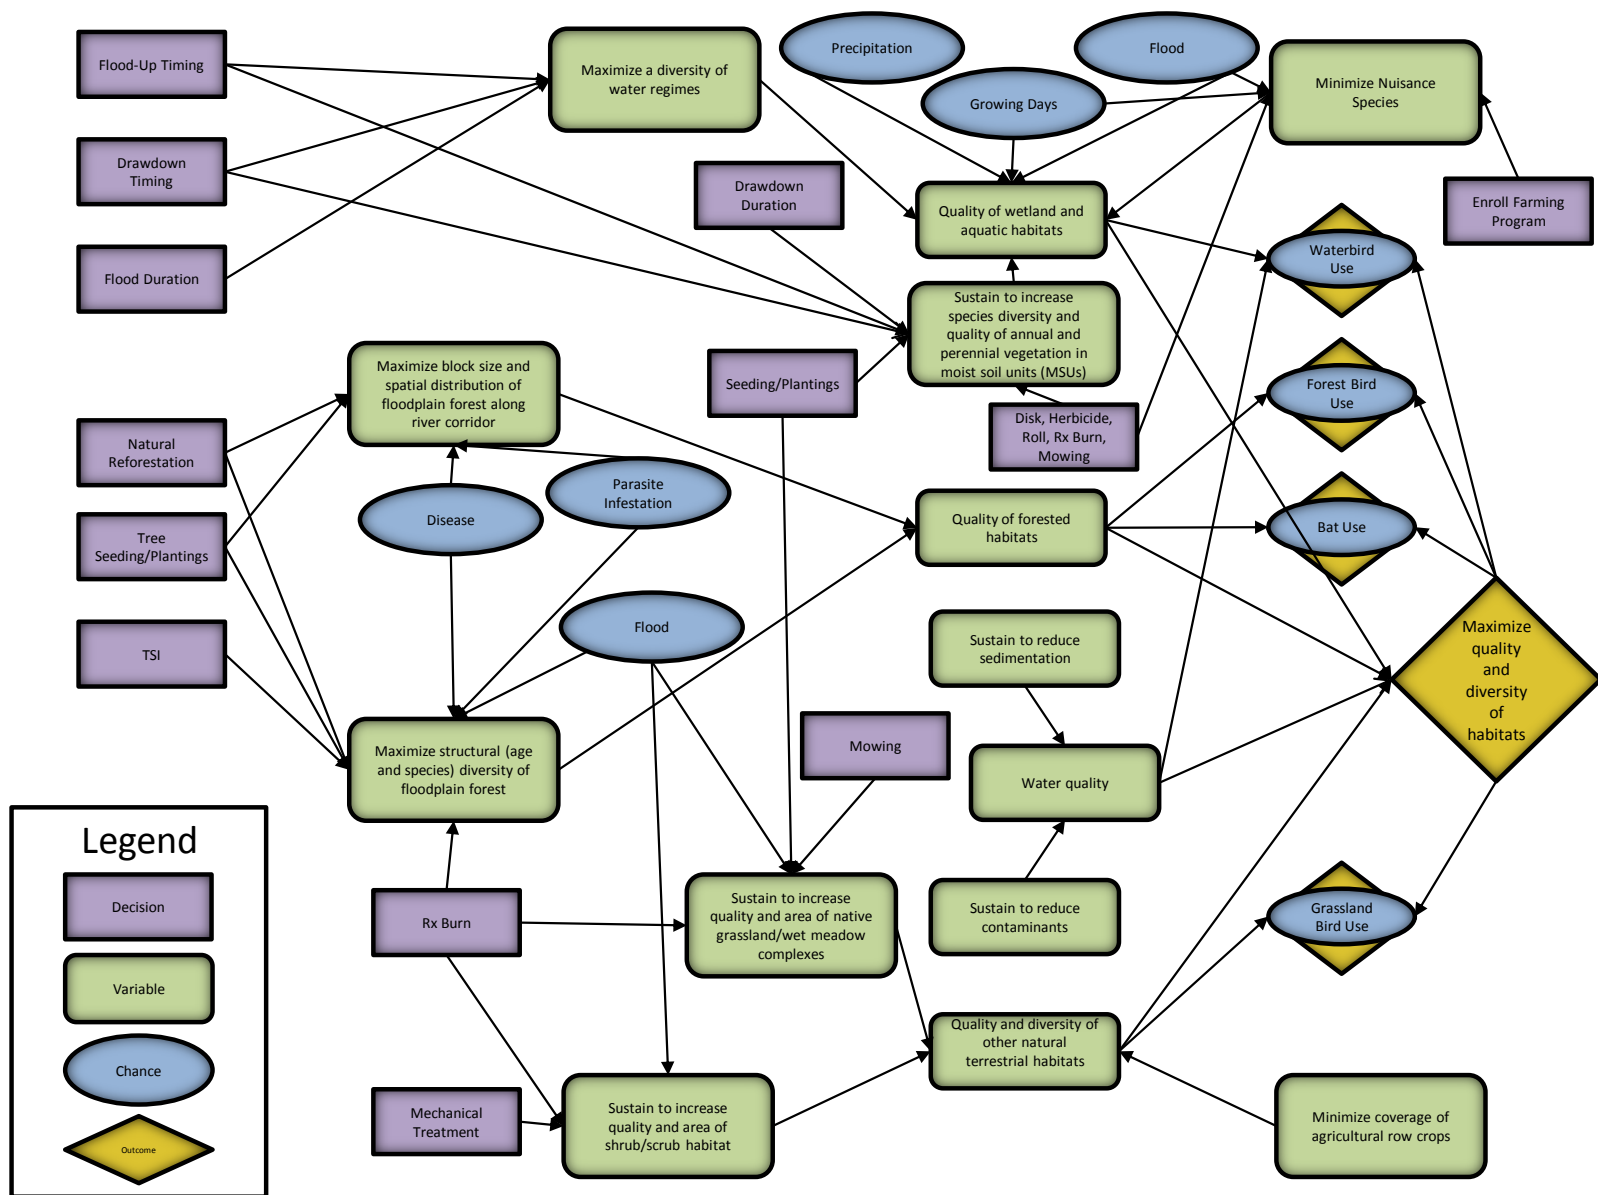 Flood-Up Timing
Maximize a diversity of
water regimes
Precipitation
Flood
Growing Days
Minimize Nuisance
Species
Drawdown
Timing
Drawdown
Duration
Quality of wetland and
aquatic habitats
Enroll Farming
Program
Waterbird
Use
Flood Duration
Sustain to increase
species diversity and
quality of annual and
perennial vegetation in
moist soil units (MSUs)
Maximize block size and
spatial distribution of
floodplain forest along
river corridor
Seeding/Plantings
Forest Bird
Use
Disk, Herbicide,
Roll, Rx Burn,
Mowing
Natural
Reforestation
Parasite
Infestation
Disease
Quality of forested
habitats
Bat Use
Tree
Seeding/Plantings
TSI
Flood
Sustain to reduce
sedimentation
Maximize
quality
and
diversity
of
habitats
Maximize structural (age
and species) diversity of
floodplain forest
Mowing
Water quality
Legend
Decision
Variable
Chance
Outcome
Rx Burn
Sustain to increase
quality and area of native
grassland/wet meadow
complexes
Sustain to reduce
contaminants
Grassland
Bird Use
Quality and diversity of
other natural
terrestrial habitats
Mechanical
Treatment
Sustain to increase
quality and area of
shrub/scrub habitat
Minimize coverage of
agricultural row crops